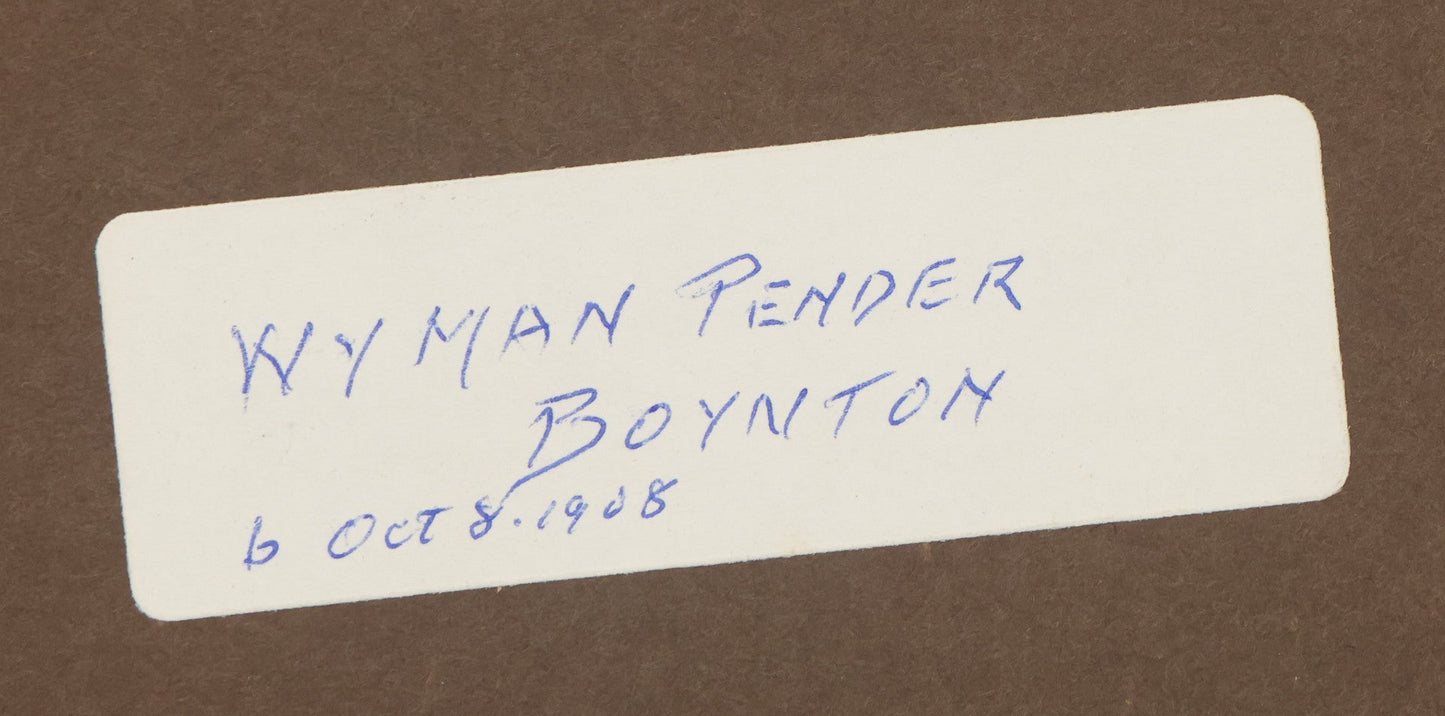 WYMAN PENDER
BOYNTON
b Oct 8. 1908